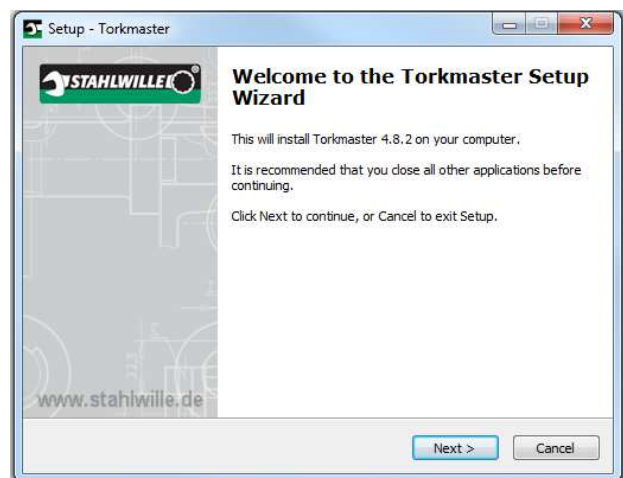 Setup - Torkmaster
STAHLWILLE
Welcome to the Torkmaster Setup
Wizard
This will install Torkmaster 4.8.2 on your computer.
It is recommended that you close all other applications before
continuing.
Click Next to continue, or Cancel to exit Setup.
www.stahlwille.de
Next >
Cancel